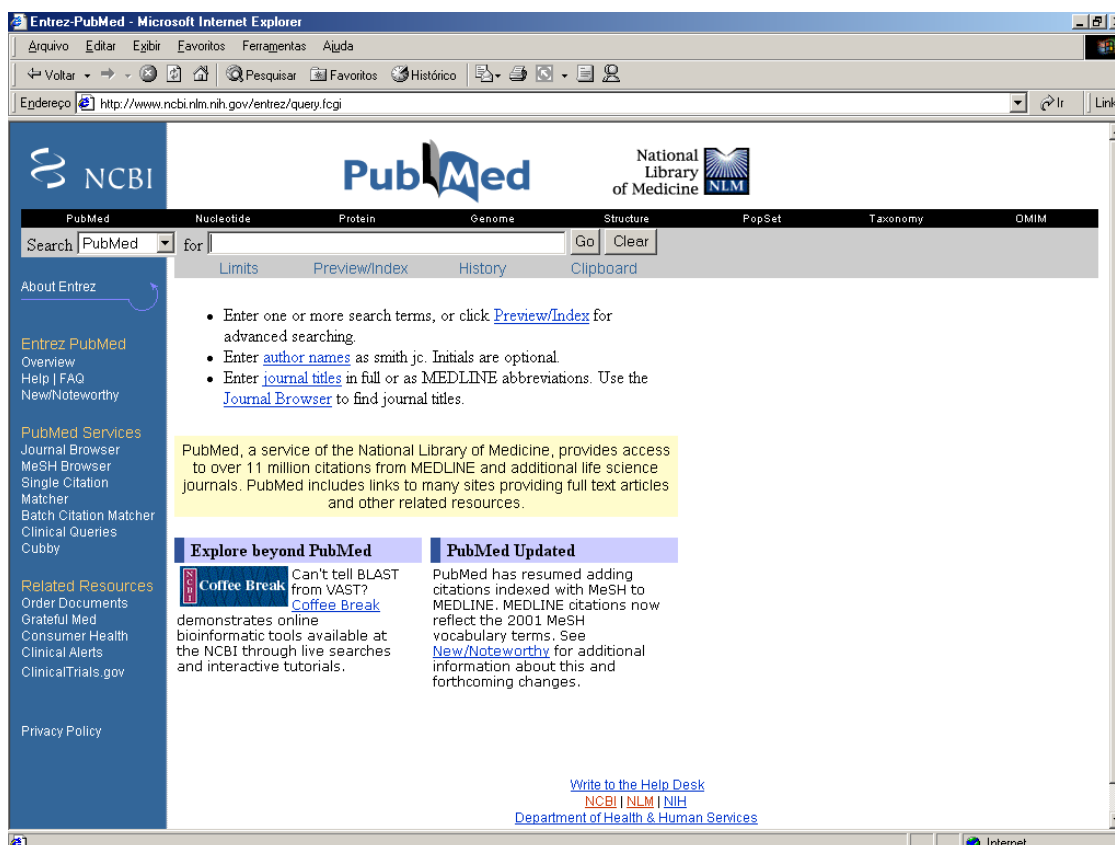 Entrez-PubMed - Microsoft Internet Explorer
Arquivo Editar Exibir Favoritos Ferramentas Ajuda
Voltar Pesquisar Favoritos Histórico
Endereço http://www.ncbi.nlm.nih.gov/entrez/query.fcgi Ir Link
NCBI
PubMed
National
Library
of Medicine NLM
PubMed Nucleotide Protein Genome Structure PopSet Taxonomy OMIM
Search PubMed for Go Clear
Limits Preview/Index History Clipboard
About Entrez
Entrez PubMed
Overview
Help | FAQ
New/Noteworthy
PubMed Services
Journal Browser
MeSH Browser
Single Citation
Matcher
Batch Citation Matcher
Clinical Queries
Cubby
Related Resources
Order Documents
Grateful Med
Consumer Health
Clinical Alerts
ClinicalTrials.gov
Privacy Policy
• Enter one or more search terms, or click Preview/Index for
advanced searching.
• Enter author names as smith jc. Initials are optional.
• Enter journal titles in full or as MEDLINE abbreviations. Use the
Journal Browser to find journal titles.
PubMed, a service of the National Library of Medicine, provides access
to over 11 million citations from MEDLINE and additional life science
journals. PubMed includes links to many sites providing full text articles
and other related resources.
Explore beyond PubMed
NCBI Coffee Break
Can't tell BLAST
from VAST?
Coffee Break
demonstrates online
bioinformatic tools available at
the NCBI through live searches
and interactive tutorials.
PubMed Updated
PubMed has resumed adding
citations indexed with MeSH to
MEDLINE. MEDLINE citations now
reflect the 2001 MeSH
vocabulary terms. See
New/Noteworthy for additional
information about this and
forthcoming changes.
Write to the Help Desk
NCBI | NLM | NIH
Department of Health & Human Services
Internet